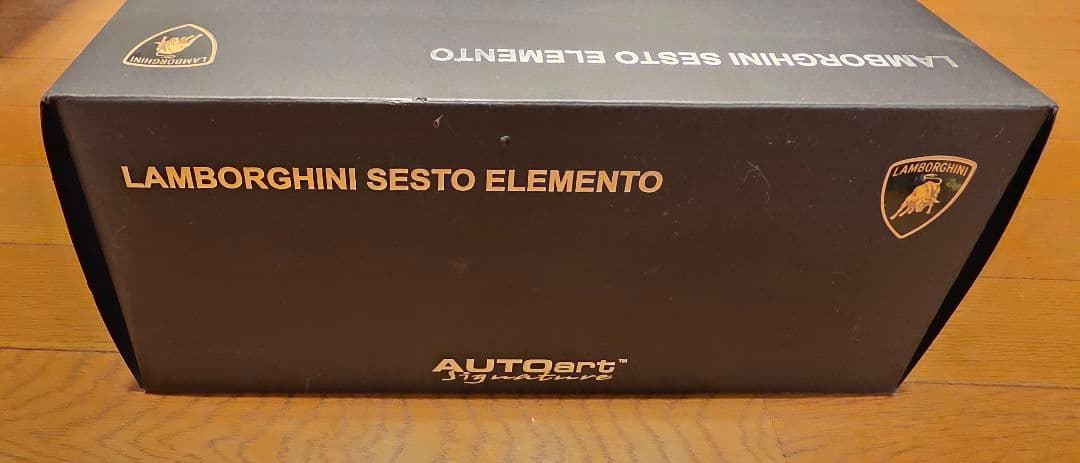 LAMBORGHINI
LAMBORGHINI SESTO ELEMENTO
LAMBORGHINI SESTO ELEMENTO
LAMBORGHINI
AUTOart™
Signature